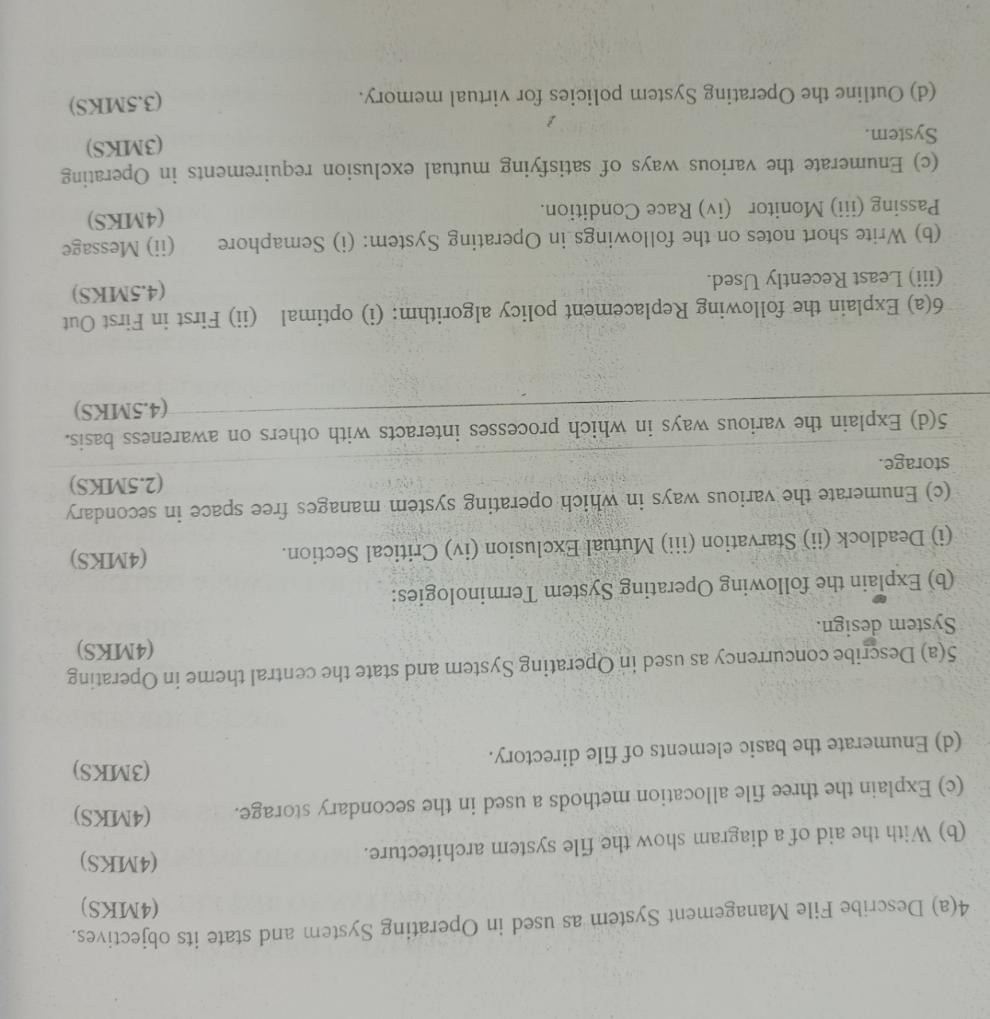 4(a) Describe File Management System as used in Operating System and state its objectives.
(4MKS)
(b) With the aid of a diagram show the file system architecture. (4MKS)
(c) Explain the three file allocation methods a used in the secondary storage. (4MKS)
(d) Enumerate the basic elements of file directory. (3MKS)
5(a) Describe concurrency as used in Operating System and state the central theme in Operating
System design. (4MKS)
(b) Explain the following Operating System Terminologies:
(i) Deadlock (ii) Starvation (iii) Mutual Exclusion (iv) Critical Section. (4MKS)
(c) Enumerate the various ways in which operating system manages free space in secondary
storage. (2.5MKS)
5(d) Explain the various ways in which processes interacts with others on awareness basis.
(4.5MKS)
6(a) Explain the following Replacement policy algorithm: (i) optimal (ii) First in First Out
(iii) Least Recently Used. (4.5MKS)
(b) Write short notes on the followings in Operating System: (i) Semaphore (ii) Message
Passing (iii) Monitor (iv) Race Condition. (4MKS)
(c) Enumerate the various ways of satisfying mutual exclusion requirements in Operating
System. (3MKS)
(d) Outline the Operating System policies for virtual memory. (3.5MKS)